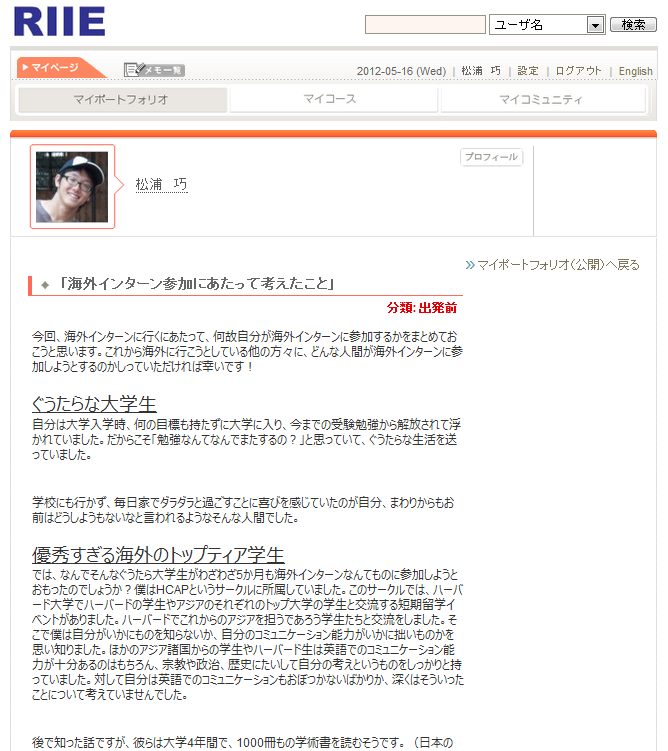 RIIE
ユーザ名
検索
マイページ
メモ一覧
2012-05-16 (Wed) | 松浦　巧 | 設定 | ログアウト | English
マイポートフォリオ
マイコース
マイコミュニティ
松浦　巧
プロフィール
マイポートフォリオ(公開)へ戻る
「海外インターン参加にあたって考えたこと」
分類: 出発前
今回、海外インターンに行くにあたって、何故自分が海外インターンに参加するかをまとめてお
こうと思います。これから海外に行こうとしている他の方々に、どんな人間が海外インターンに参
加しようとするのかしっていただければ幸いです！
ぐうたらな大学生
自分は大学入学時、何の目標も持たずに大学に入り、今までの受験勉強から解放されて浮
かれていました。だからこそ「勉強なんてなんでまたするの？」と思っていて、ぐうたらな生活を送
っていました。
学校にも行かず、毎日家でダラダラと過ごすことに喜びを感じていたのが自分、まわりからもお
前はどうしようもないなと言われるようなそんな人間でした。
優秀すぎる海外のトップティア学生
では、なんでそんなぐうたら大学生がわざわざ5か月も海外インターンなんてものに参加しようと
おもったのでしょうか？僕はHCAPというサークルに所属していました。このサークルでは、ハーバ
ード大学でハーバードの学生やアジアのそれぞれのトップ大学の学生と交流する短期留学イ
ベントがありました。ハーバードでこれからのアジアを担うであろう学生たちと交流をしました。そ
こで僕は自分がいかにものを知らないか、自分のコミュニケーション能力がいかに拙いものかを
思い知りました。ほかのアジア諸国からの学生やハーバード生は英語でのコミュニケーション能
力が十分あるのはもちろん、宗教や政治、歴史にたいして自分の考えというものをしっかりと持
っていました。対して自分は英語でのコミュニケーションもおぼつかないばかりか、深くはそういった
ことについて考えていませんでした。
後で知った話ですが、彼らは大学4年間で、1000冊もの学術書を読むそうです。（日本の